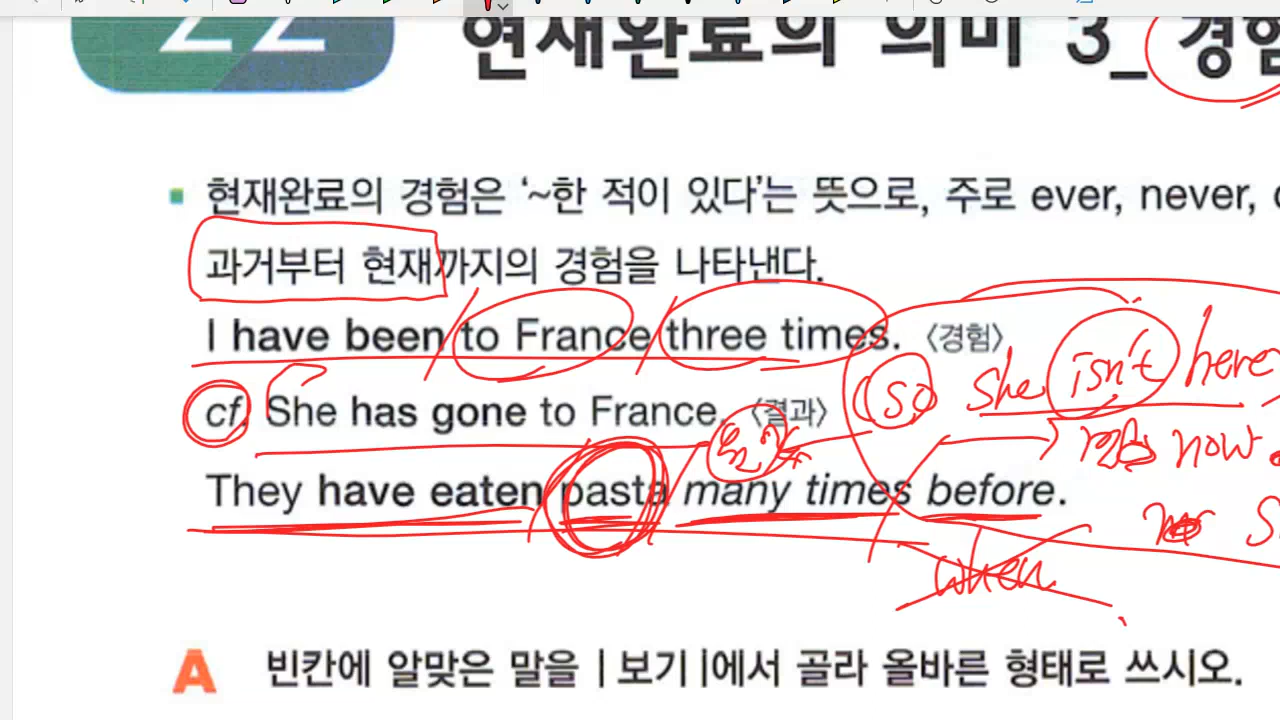 22 현재완료의 의미 3_ 경험
현재완료의 경험은 '~한 적이 있다'는 뜻으로, 주로 ever, never,
과거부터 현재까지의 경험을 나타낸다.
I have been to France three times. 〈경험〉
so she isn't here
cf. She has gone to France. 〈결과〉
now.
They have eaten pasta many times before.
when
A 빈칸에 알맞은 말을 | 보기 |에서 골라 올바른 형태로 쓰시오.